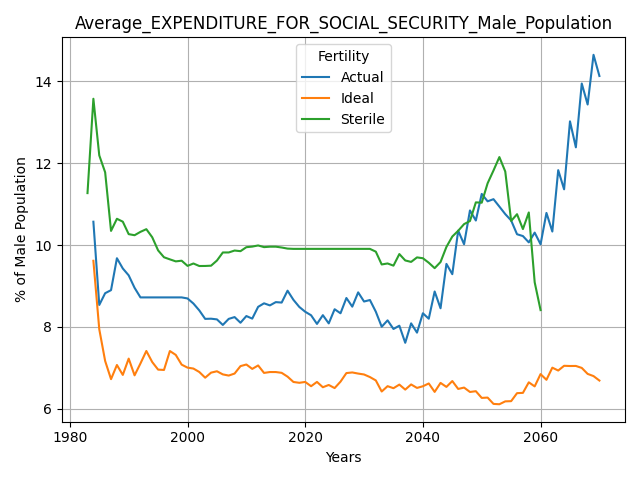 Average_EXPENDITURE_FOR_SOCIAL_SECURITY_Male_Population
Fertility
Actual
Ideal
Sterile
% of Male Population
14
12
10
8
6
1980
2000
2020
2040
2060
Years